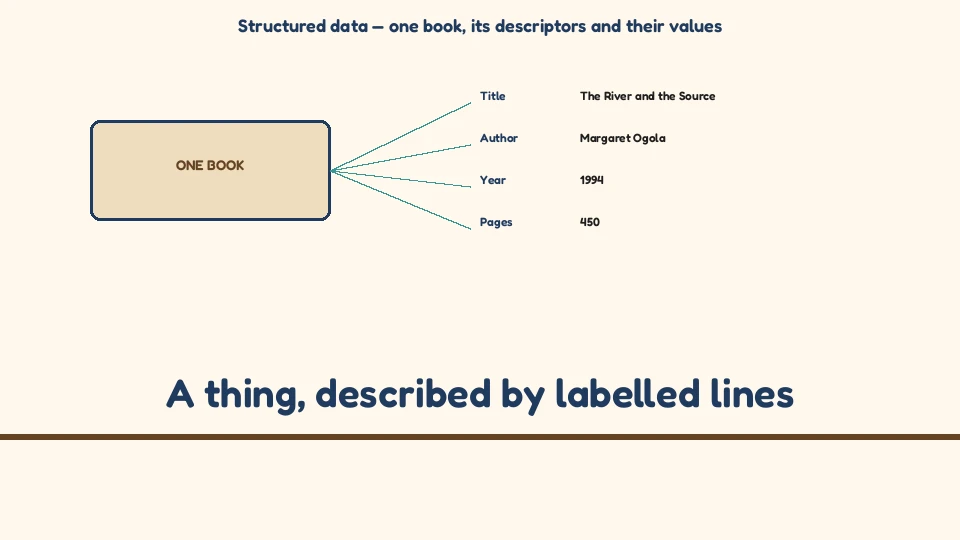 Structured data — one book, its descriptors and their values
Title The River and the Source
Author Margaret Ogola
ONE BOOK
Year 1994
Pages 450
A thing, described by labelled lines